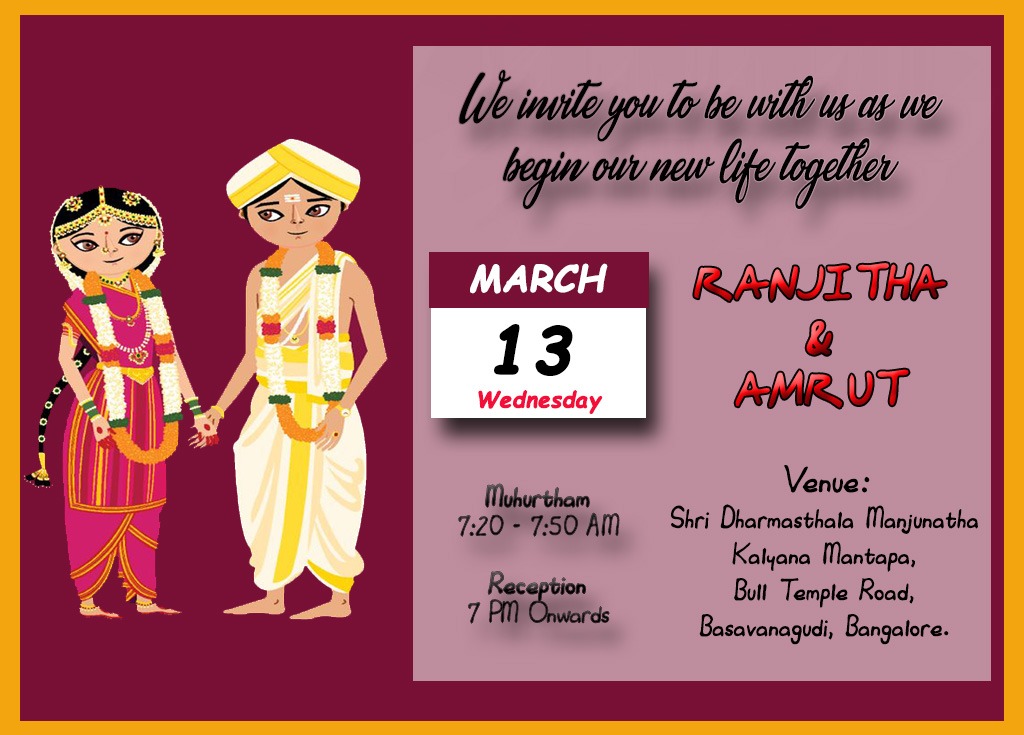 We invite you to be with us as we
begin our new life together
MARCH
13
Wednesday
RANJITHA
&
AMRUT
Muhurtham
7:20 - 7:50 AM
Reception
7 PM Onwards
Venue:
Shri Dharmasthala Manjunatha
Kalyana Mantapa,
Bull Temple Road,
Basavanagudi, Bangalore.